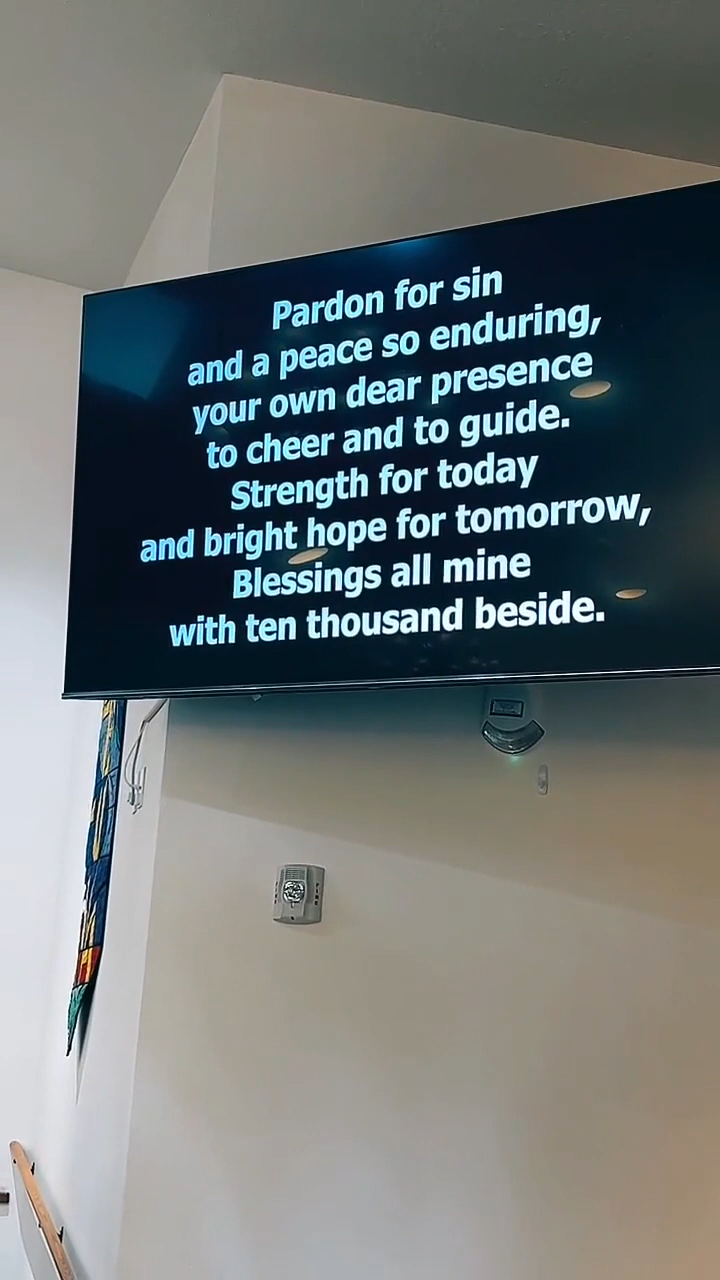 Pardon for sin
and a peace so enduring,
your own dear presence
to cheer and to guide.
Strength for today
and bright hope for tomorrow,
Blessings all mine
with ten thousand beside.
FIRE